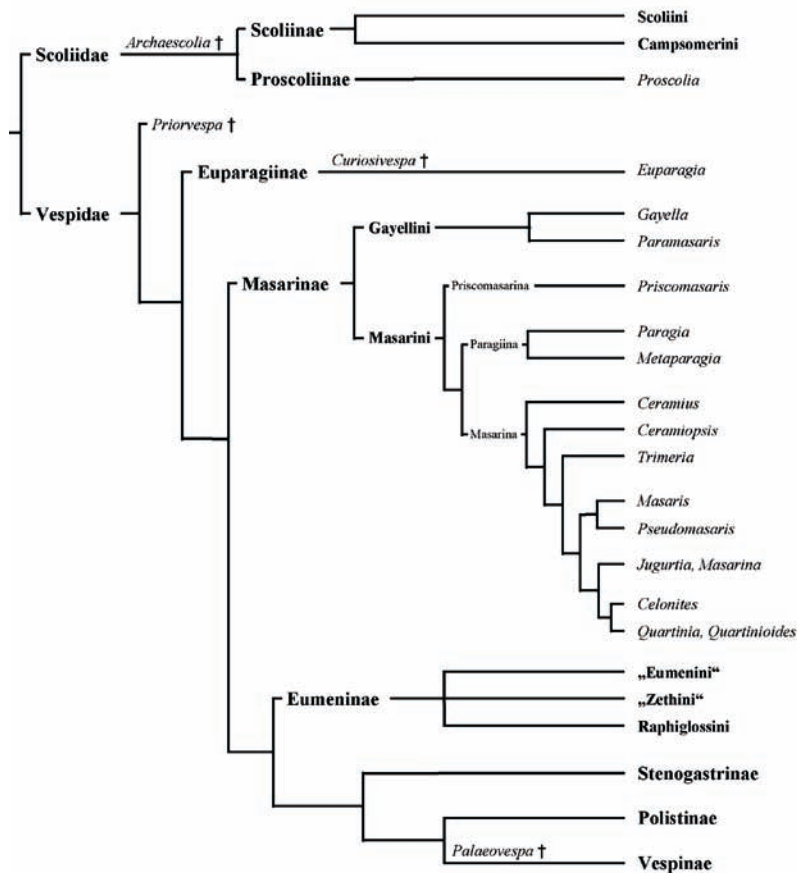 Scoliini
Scoliinae
Archaescolia †
Campsomerini
Scoliidae
Proscoliinae
Proscolia
Priorvespa †
Curiosivespa †
Euparagiinae
Euparagia
Vespidae
Gayella
Gayellini
Paramasaris
Masarinae
Priscomasarina
Priscomasaris
Paragia
Masarini
Paragiina
Metaparagia
Ceramius
Masarina
Ceramiopsis
Trimeria
Masaris
Pseudomasaris
Jugurtia, Masarina
Celonites
Quartinia, Quartinioides
„Eumenini“
Eumeninae
„Zethini“
Raphiglossini
Stenogastrinae
Polistinae
Palaeovespa †
Vespinae